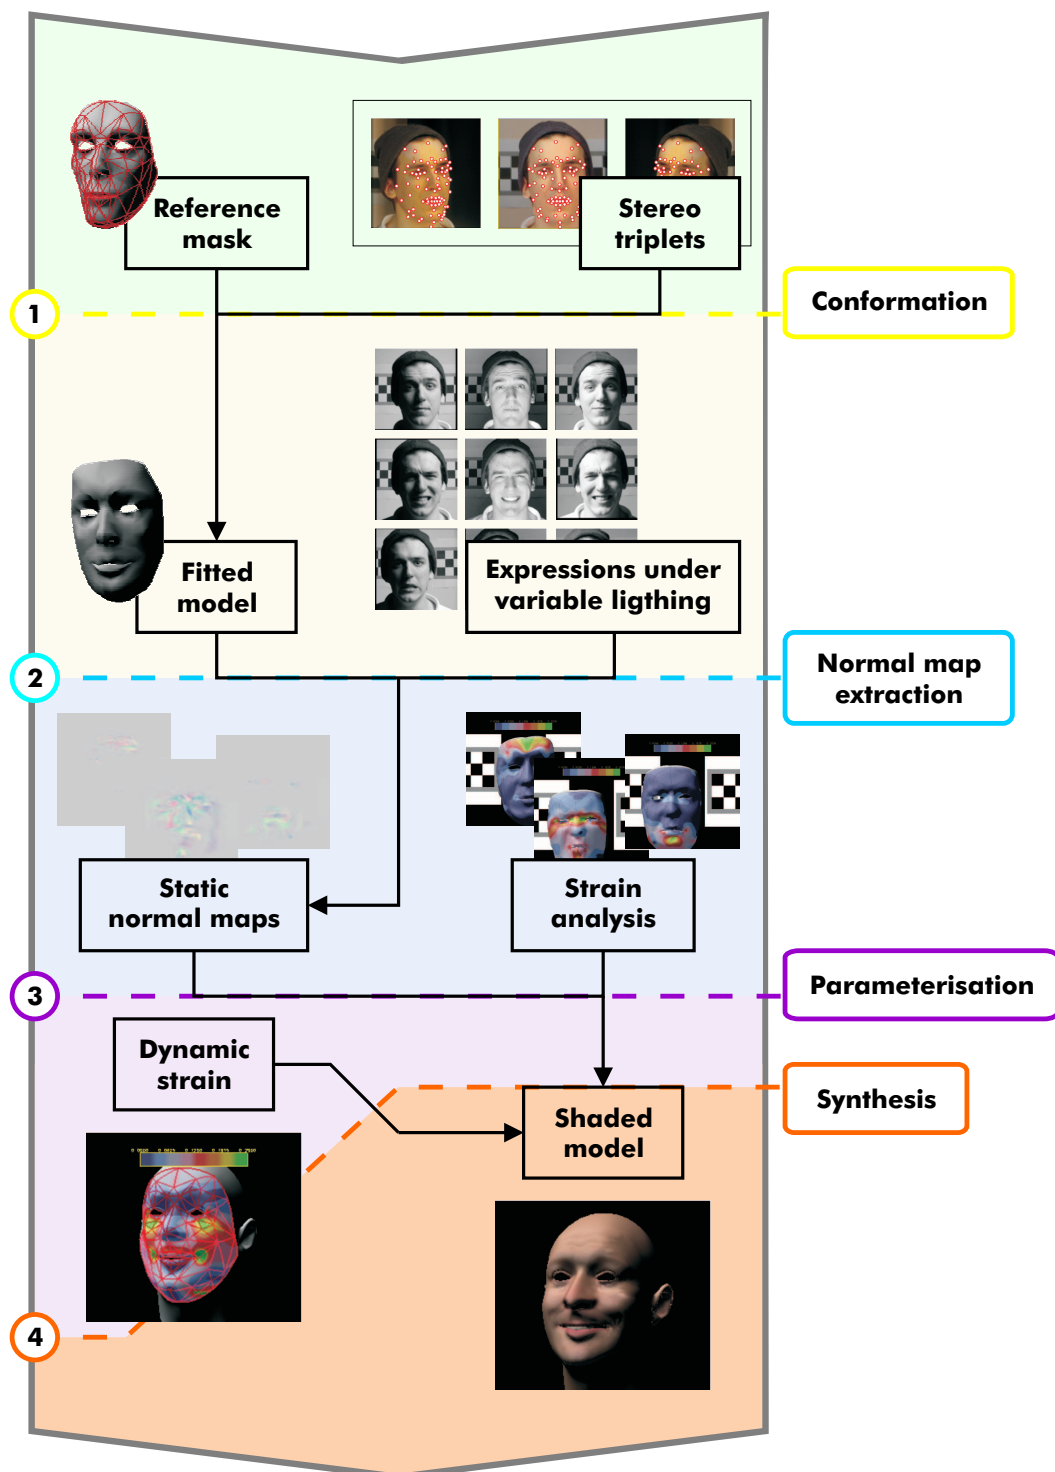 Reference
mask
Stereo
triplets
1
Conformation
Fitted
model
Expressions under
variable ligthing
2
Normal map
extraction
Static
normal maps
Strain
analysis
3
Parameterisation
Dynamic
strain
Synthesis
Shaded
model
4